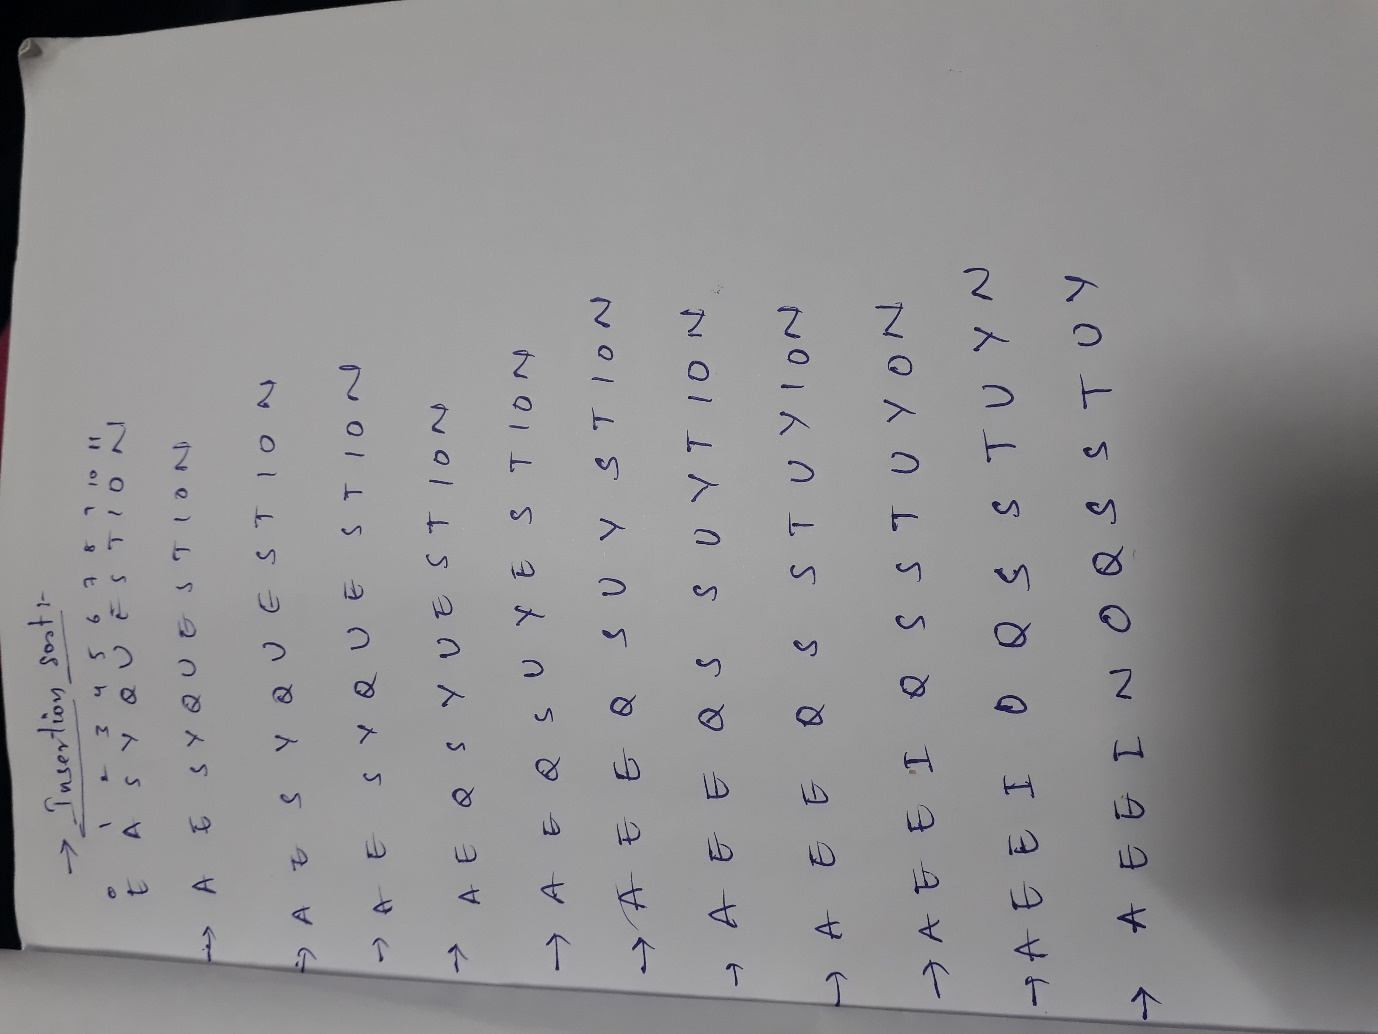 → Insertion Sort :-
0 1 2 3 4 5 6 7 8 9 10 11
E A S Y Q U E S T I O N
→ A E S Y Q U E S T I O N
→ A E S Y Q U E S T I O N
→ A E S Y Q U E S T I O N
→ A E Q S Y U E S T I O N
→ A E Q S U Y E S T I O N
→ A E E Q S U Y S T I O N
→ A E E Q S S U Y T I O N
→ A E E Q S S T U Y I O N
→ A E E I Q S S T U Y O N
→ A E E I O Q S S T U Y N
→ A E E I N O Q S S T U Y